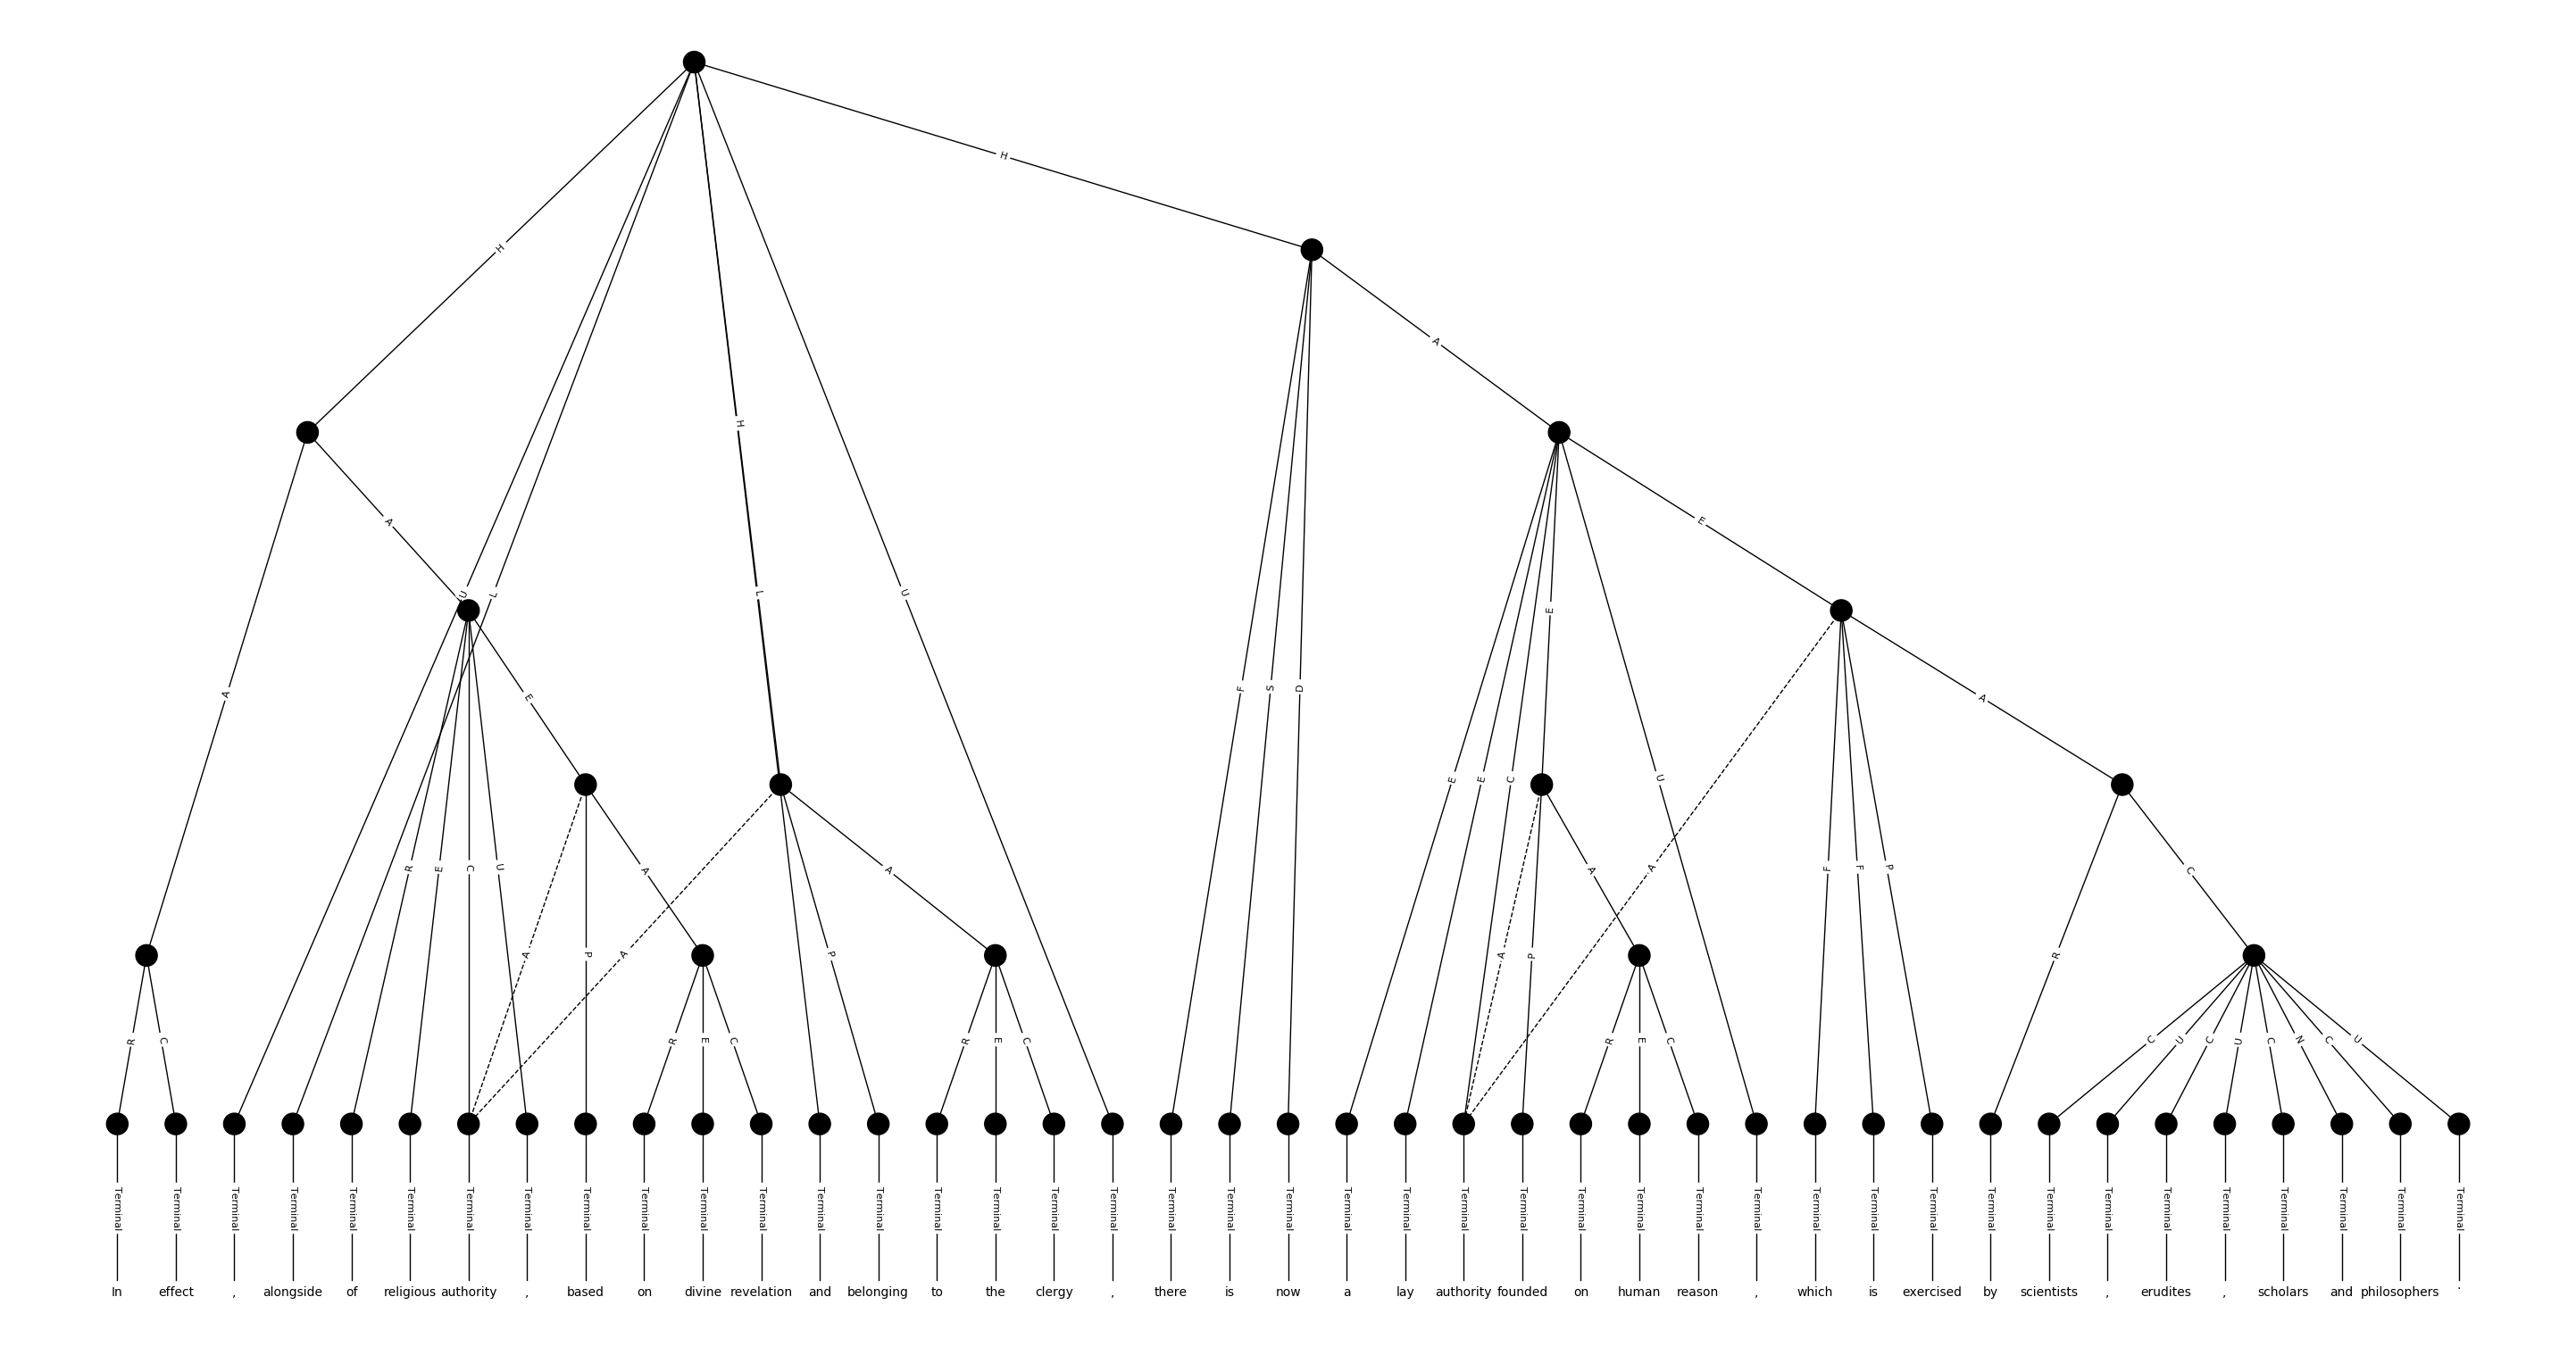 H
H
H
A
A
E
U
L
L
U
F
S
D
A
E
E
E
C
U
A
R
E
C
U
A
A
F
F
P
C
A
P
A
P
A
P
R
R
C
R
E
C
R
E
C
R
E
C
C
U
C
U
C
N
C
U
Terminal Terminal Terminal Terminal Terminal Terminal Terminal Terminal Terminal Terminal Terminal Terminal Terminal Terminal Terminal Terminal Terminal Terminal Terminal Terminal Terminal Terminal Terminal Terminal Terminal Terminal Terminal Terminal Terminal Terminal Terminal Terminal Terminal Terminal Terminal Terminal Terminal Terminal Terminal Terminal Terminal
In effect , alongside of religious authority , based on divine revelation and belonging to the clergy , there is now a lay authority founded on human reason , which is exercised by scientists , erudites , scholars and philosophers .